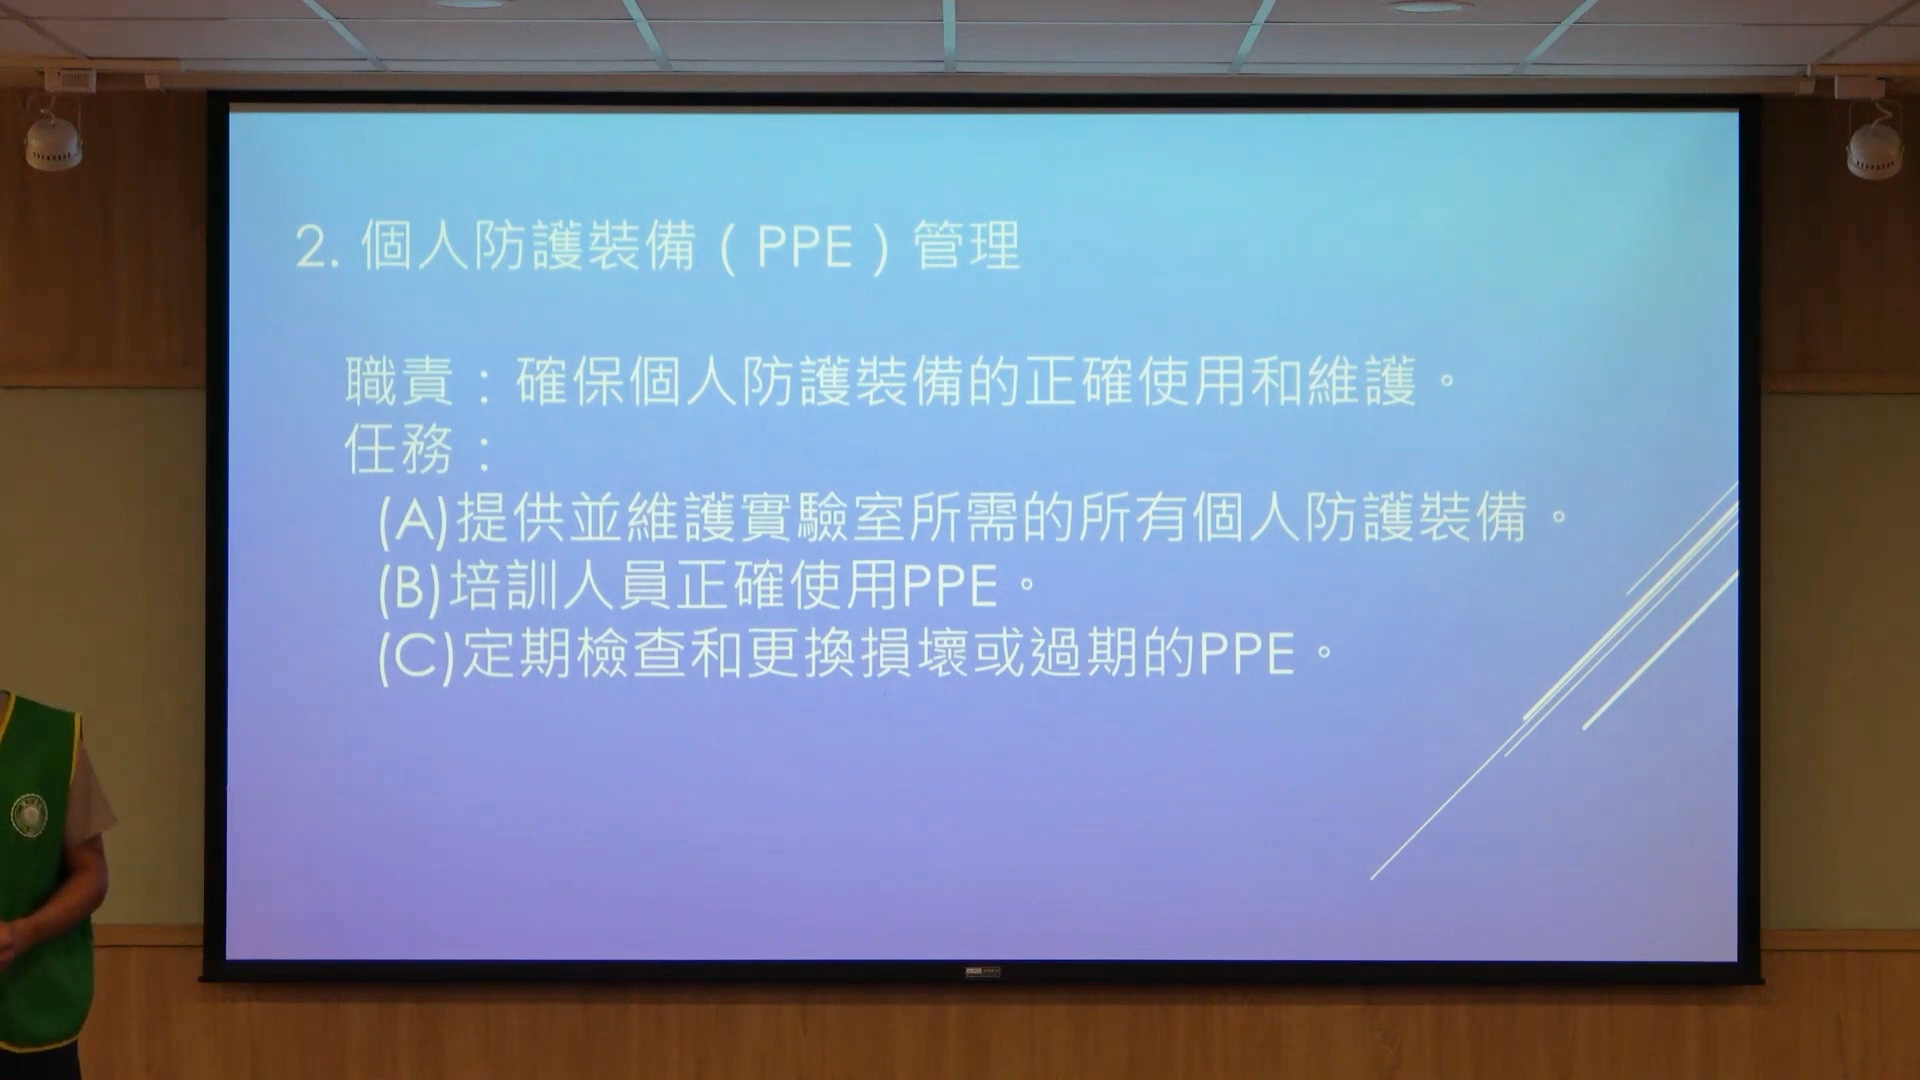 2. 個人防護裝備（PPE）管理
職責：確保個人防護裝備的正確使用和維護。
任務：
(A)提供並維護實驗室所需的所有個人防護裝備。
(B)培訓人員正確使用PPE。
(C)定期檢查和更換損壞或過期的PPE。